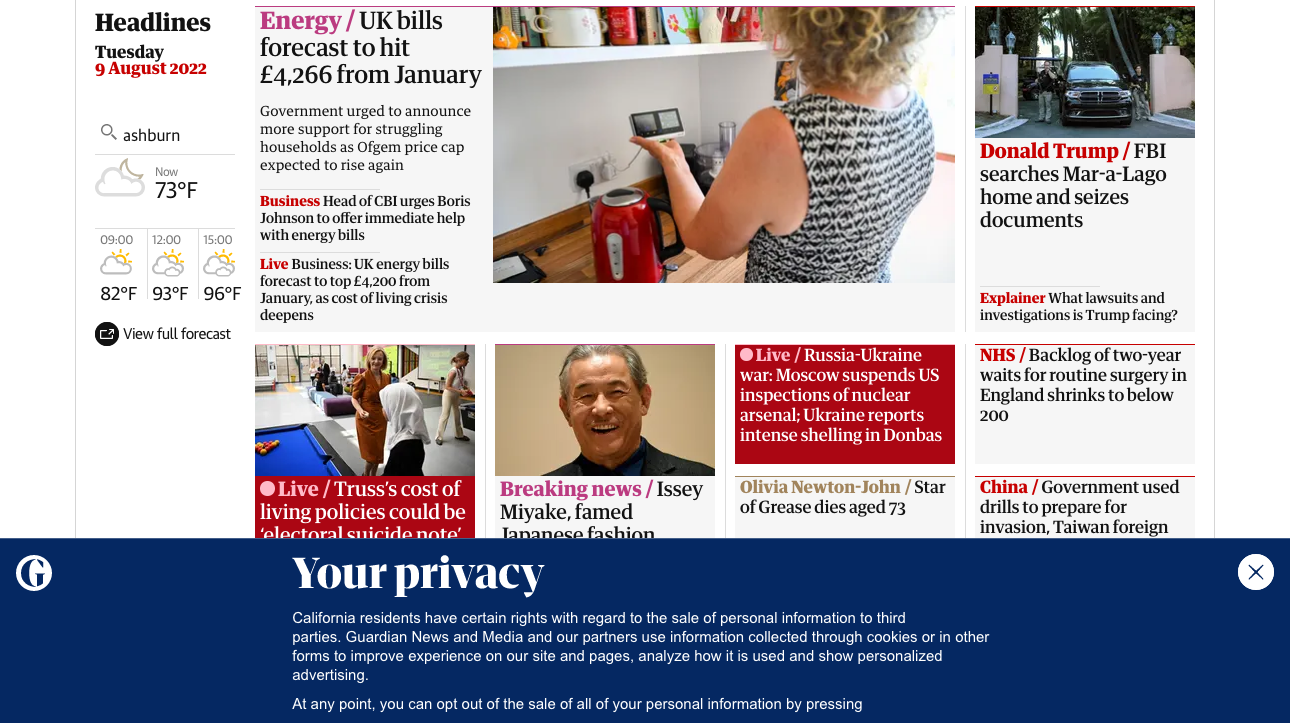 Headlines
Tuesday
9 August 2022
ashburn
Now
73°F
09:00 12:00 15:00
82°F 93°F 96°F
View full forecast
Energy / UK bills
forecast to hit
£4,266 from January
Government urged to announce
more support for struggling
households as Ofgem price cap
expected to rise again
Business Head of CBI urges Boris
Johnson to offer immediate help
with energy bills
Live Business: UK energy bills
forecast to top £4,200 from
January, as cost of living crisis
deepens
Donald Trump / FBI
searches Mar-a-Lago
home and seizes
documents
Explainer What lawsuits and
investigations is Trump facing?
Live / Truss’s cost of
living policies could be
‘electoral suicide note’
Breaking news / Issey
Miyake, famed
Japanese fashion
Live / Russia-Ukraine
war: Moscow suspends US
inspections of nuclear
arsenal; Ukraine reports
intense shelling in Donbas
Olivia Newton-John / Star
of Grease dies aged 73
NHS / Backlog of two-year
waits for routine surgery in
England shrinks to below
200
China / Government used
drills to prepare for
invasion, Taiwan foreign
Your privacy
California residents have certain rights with regard to the sale of personal information to third
parties. Guardian News and Media and our partners use information collected through cookies or in other
forms to improve experience on our site and pages, analyze how it is used and show personalized
advertising.
At any point, you can opt out of the sale of all of your personal information by pressing